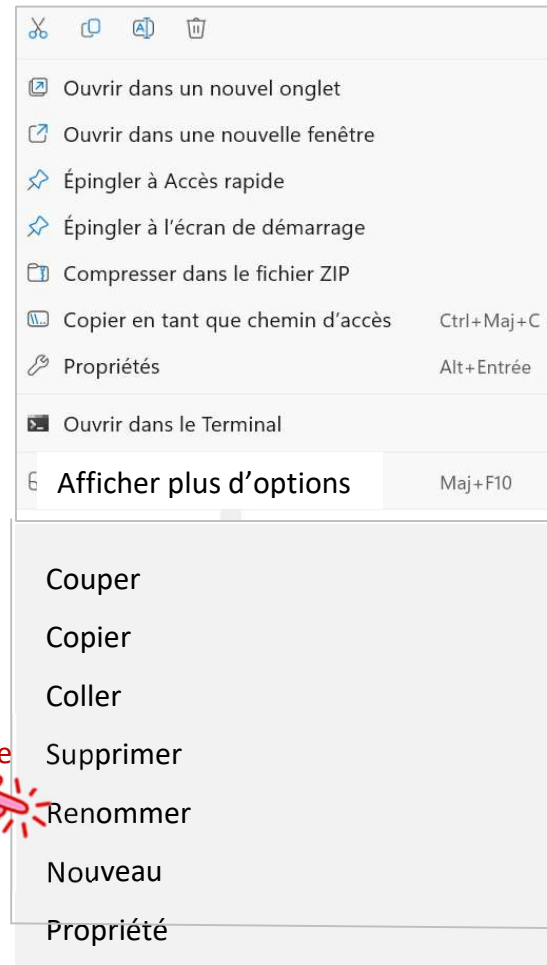 Ouvrir dans un nouvel onglet
Ouvrir dans une nouvelle fenêtre
Épingler à Accès rapide
Épingler à l'écran de démarrage
Compresser dans le fichier ZIP
Copier en tant que chemin d'accès Ctrl+Maj+C
Propriétés Alt+Entrée
Ouvrir dans le Terminal
Afficher plus d'options Maj+F10
Couper
Copier
Coller
e Supprimer
Renommer
Nouveau
Propriété